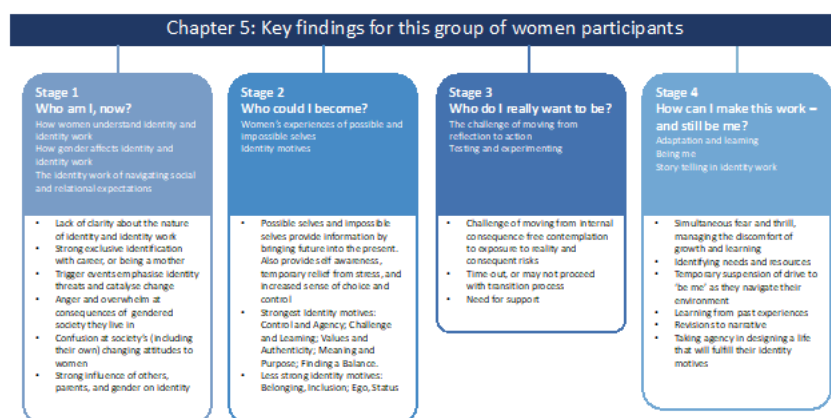 Chapter 5: Key findings for this group of women participants
Stage 1
Who am I, now?
How women understand identity and
identity work
How gender affects identity and
identity work
The identity work of navigating social
and relational expectations
• Lack of clarity about the nature
of identity and identity work
• Strong exclusive identification
with career, or being a mother
• Trigger events emphasise identity
threats and catalyse change
• Anger and overwhelm at
consequences of gendered
society they live in
• Confusion at society's (including
their own) changing attitudes to
women
• Strong influence of others,
parents, and gender on identity
Stage 2
Who could I become?
Women's experiences of possible and
impossible selves
Identity motives
• Possible selves and impossible
selves provide information by
bringing future into the present.
Also provide self awareness,
temporary relief from stress, and
increased sense of choice and
control
• Strongest identity motives:
Control and Agency; Challenge
and Learning; Values and
Authenticity; Meaning and
Purpose; Finding a Balance.
• Less strong identity motives:
Belonging, Inclusion; Ego, Status
Stage 3
Who do I really want to be?
The challenge of moving from
reflection to action
Testing and experimenting
• Challenge of moving from internal
consequence free contemplation
to exposure to reality and
consequent risks
• Time out, or may not proceed
with transition process
• Need for support
Stage 4
How can I make this work –
and still be me?
Adaptation and learning
Being me
Story telling in identity work
• Simultaneous fear and thrill,
managing the discomfort of
growth and learning
• Identifying needs and resources
• Temporary suspension of drive to
'be me' as they navigate their
environment
• Learning from past experiences
• Revisions to narrative
• Taking agency in designing a life
that will fulfill their identity
motives